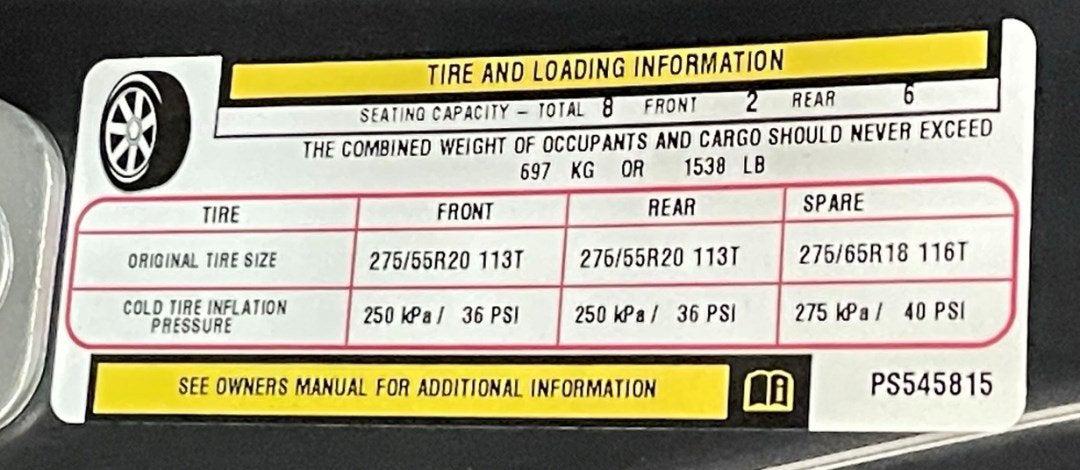 TIRE AND LOADING INFORMATION
SEATING CAPACITY – TOTAL 8 FRONT 2 REAR 6
THE COMBINED WEIGHT OF OCCUPANTS AND CARGO SHOULD NEVER EXCEED
697 KG OR 1538 LB
TIRE FRONT REAR SPARE
ORIGINAL TIRE SIZE 275/55R20 113T 275/55R20 113T 275/65R18 116T
COLD TIRE INFLATION PRESSURE 250 kPa / 36 PSI 250 kPa / 36 PSI 275 kPa / 40 PSI
SEE OWNERS MANUAL FOR ADDITIONAL INFORMATION
PS545815